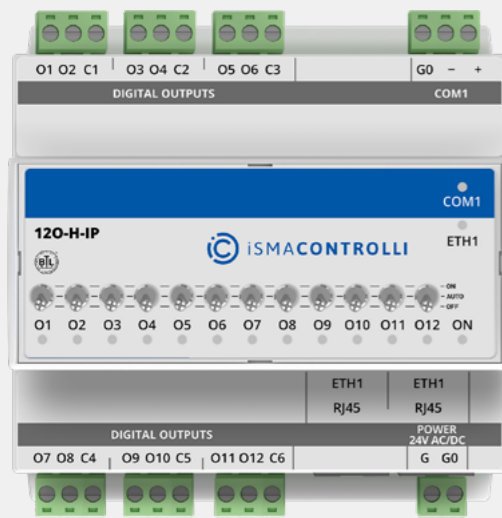 O1 O2 C1 O3 O4 C2 O5 O6 C3 G0 - +
DIGITAL OUTPUTS COM1
COM1
12O-H-IP
iSMACONTROLLI ETH1
BTL
ON
AUTO
OFF
O1 O2 O3 O4 O5 O6 O7 O8 O9 O10 O11 O12 ON
ETH1 ETH1
RJ45 RJ45
DIGITAL OUTPUTS POWER
24V AC/DC
O7 O8 C4 O9 O10 C5 O11 O12 C6 G G0